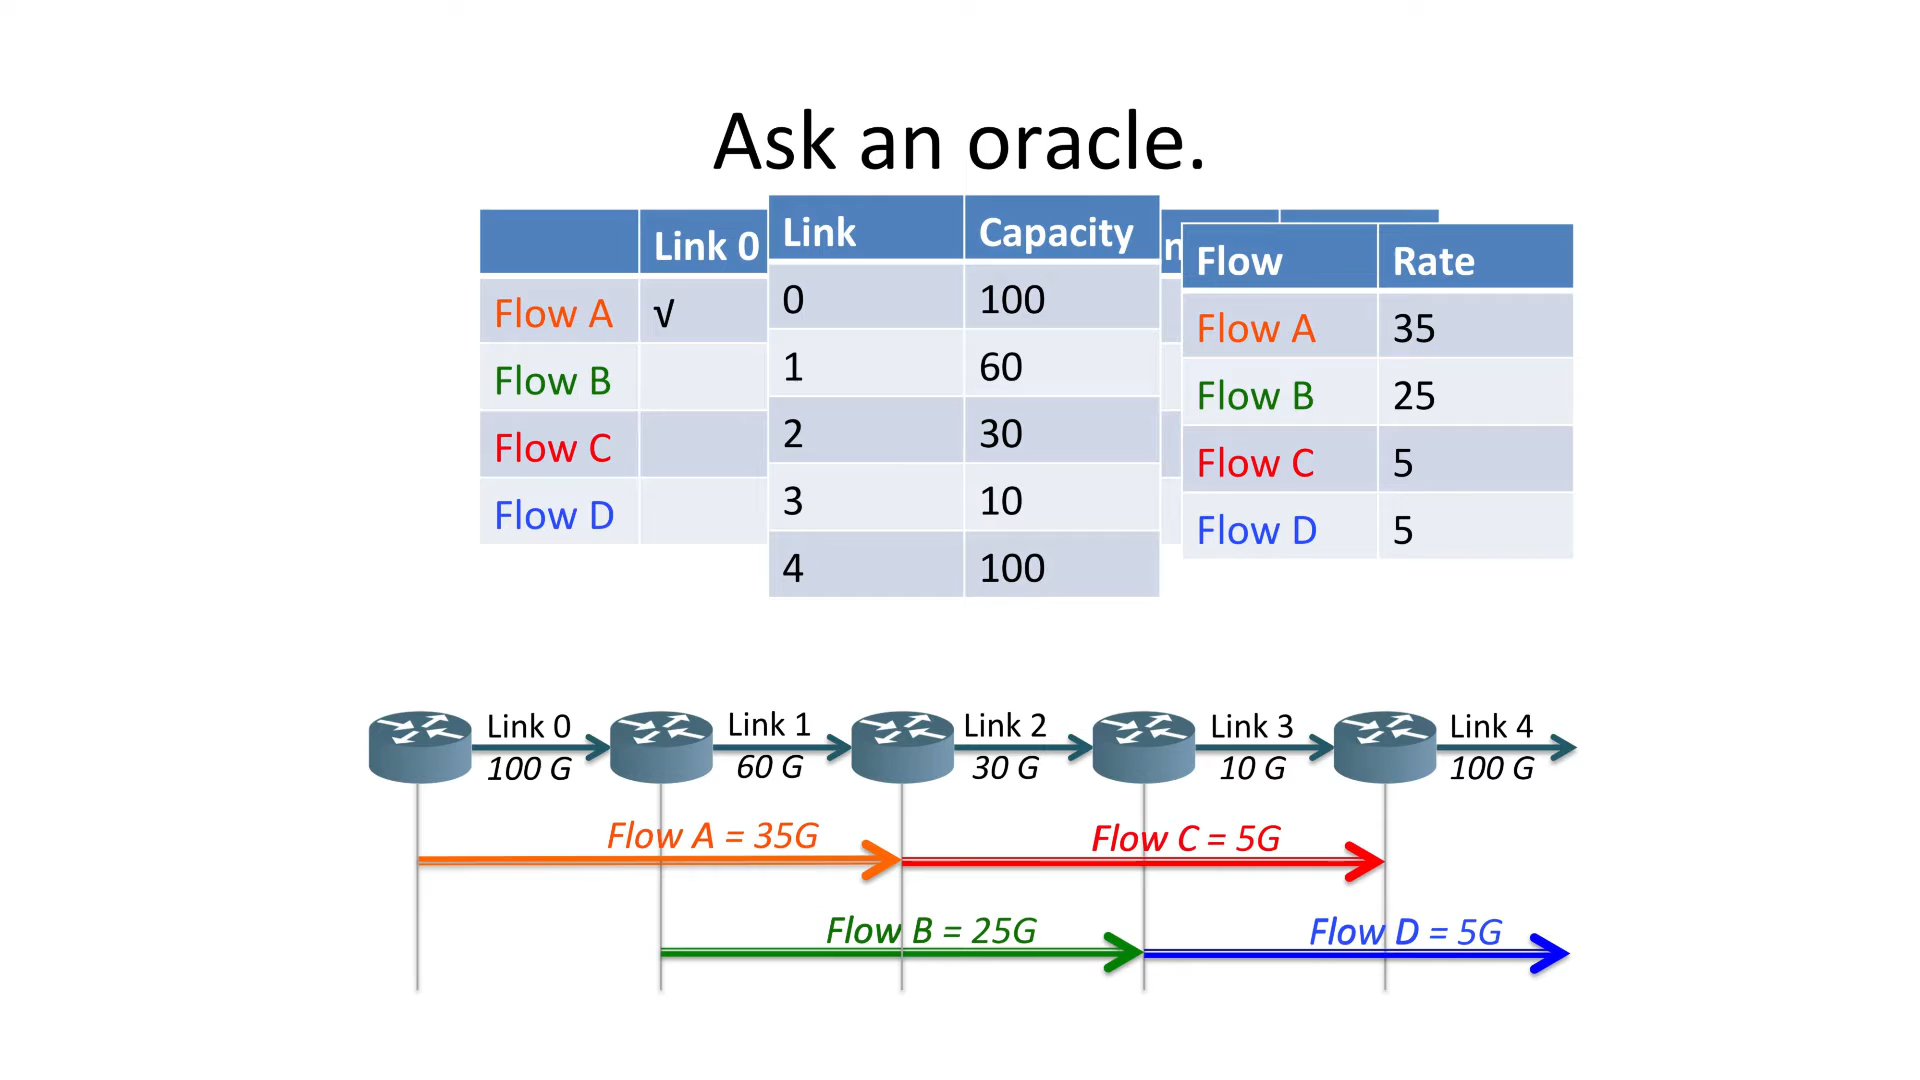 Ask an oracle.
Link 0
Flow A √
Flow B
Flow C
Flow D
Link Capacity
0 100
1 60
2 30
3 10
4 100
Flow Rate
Flow A 35
Flow B 25
Flow C 5
Flow D 5
Link 0 Link 1 Link 2 Link 3 Link 4
100 G 60 G 30 G 10 G 100 G
Flow A = 35G Flow C = 5G
Flow B = 25G Flow D = 5G